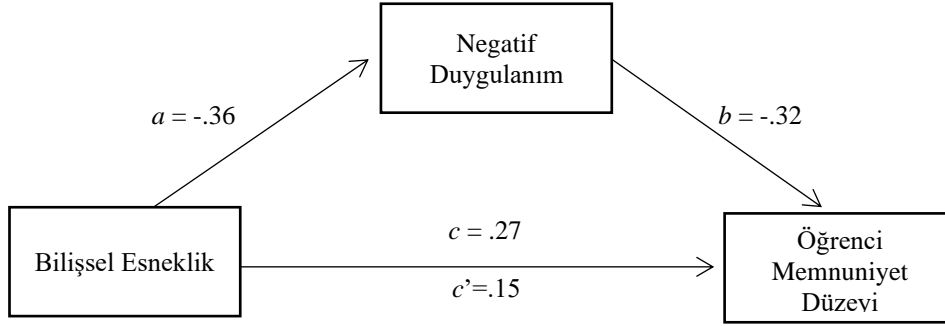 Negatif
Duygulanım
a = -.36
b = -.32
Bilişsel Esneklik
c = .27
c’=.15
Öğrenci
Memnuniyet
Düzeyi